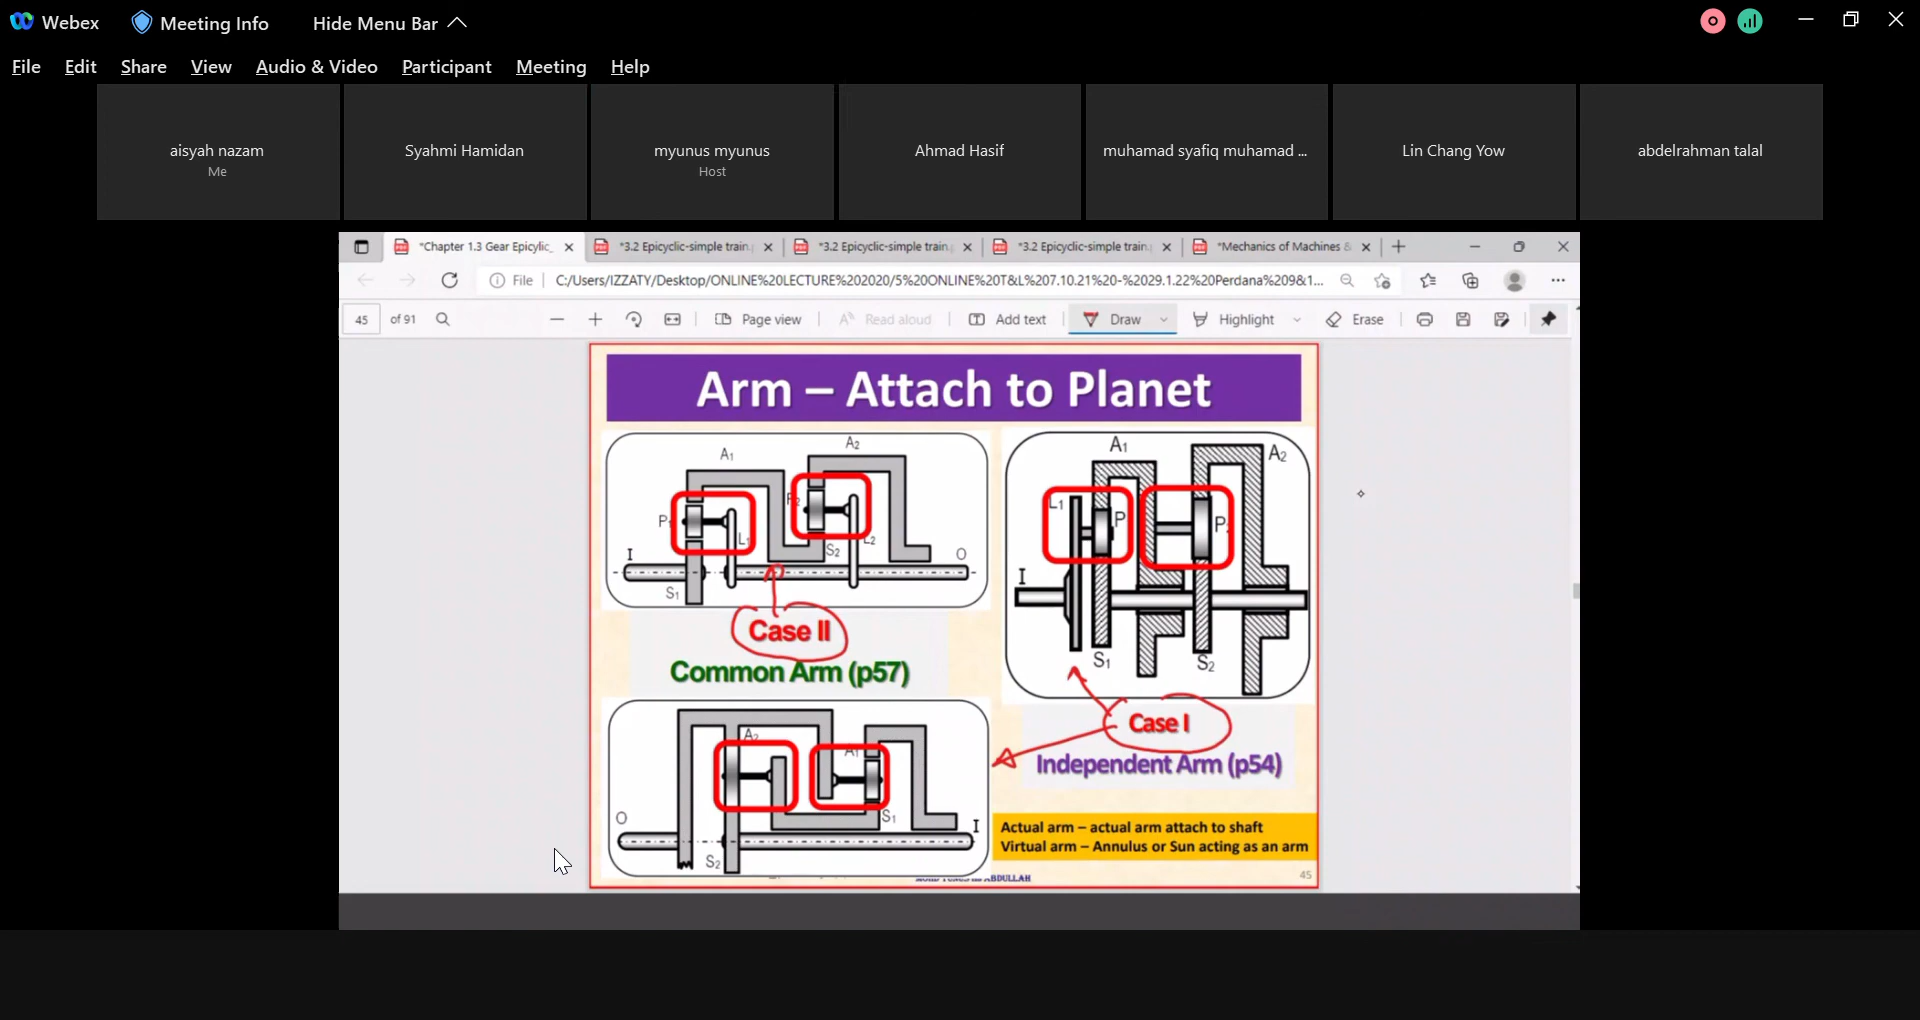 Webex
Meeting Info
Hide Menu Bar
File
Edit
Share
View
Audio & Video
Participant
Meeting
Help
aisyah nazam
Me
Syahmi Hamidan
myunus myunus
Host
Ahmad Hasif
muhamad syafiq muhamad ...
Lin Chang Yow
abdelrahman talal
*Chapter 1.3 Gear Epicylic_
*3.2 Epicyclic-simple train.
*3.2 Epicyclic-simple train.
*3.2 Epicyclic-simple train.
*Mechanics of Machines &
File
C:/Users/IZZATY/Desktop/ONLINE%20LECTURE%202020/5%20ONLINE%20T&L%207.10.21%20-%2029.1.22%20Perdana%209&1...
45 of 91
Page view
Read aloud
Add text
Draw
Highlight
Erase
Arm – Attach to Planet
A1
A2
P1
L1
L2
S2
I
O
S1
Case II
Common Arm (p57)
A1
A2
L1
P
P
I
S1
S2
Case I
Independent Arm (p54)
A2
A1
O
S1
I
S2
Actual arm – actual arm attach to shaft
Virtual arm – Annulus or Sun acting as an arm
ABDULLAH
45